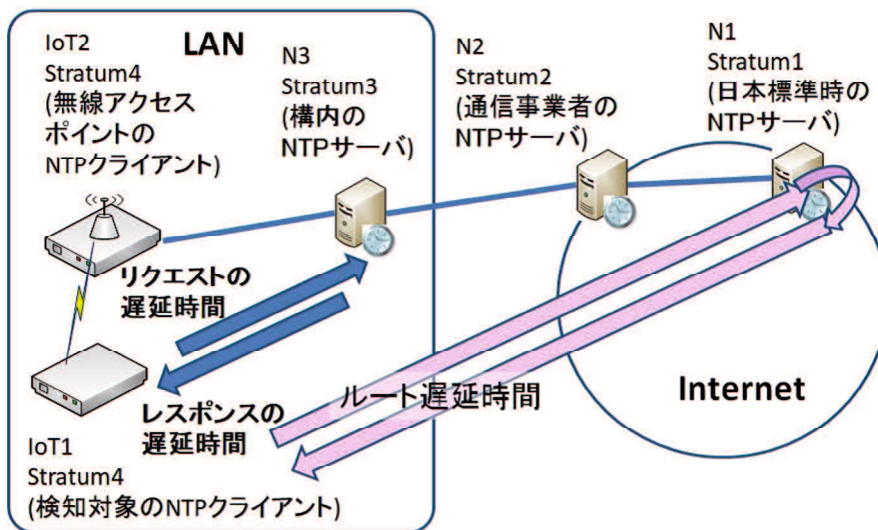 LAN
IoT2
Stratum4
(無線アクセス
ポイントの
NTPクライアント)
N3
Stratum3
(構内の
NTPサーバ)
N2
Stratum2
(通信事業者の
NTPサーバ)
N1
Stratum1
(日本標準時の
NTPサーバ)
リクエストの
遅延時間
レスポンスの
遅延時間
ルート遅延時間
Internet
IoT1
Stratum4
(検知対象のNTPクライアント)